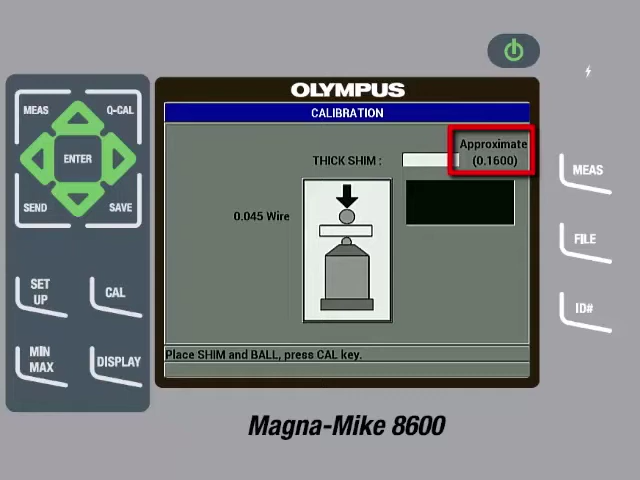 OLYMPUS
MEAS
Q-CAL
ENTER
SEND
SAVE
SET
UP
CAL
MIN
MAX
DISPLAY
CALIBRATION
Approximate
THICK SHIM :
(0.1600)
0.045 Wire
Place SHIM and BALL, press CAL key.
MEAS
FILE
ID#
Magna-Mike 8600